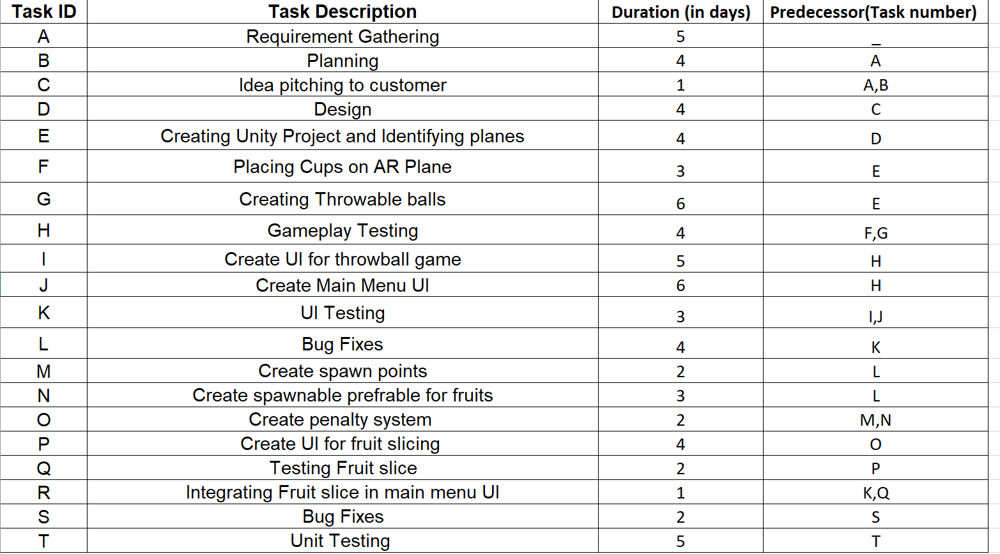 Task ID Task Description Duration (in days) Predecessor(Task number)
A Requirement Gathering 5 _
B Planning 4 A
C Idea pitching to customer 1 A,B
D Design 4 C
E Creating Unity Project and Identifying planes 4 D
F Placing Cups on AR Plane 3 E
G Creating Throwable balls 6 E
H Gameplay Testing 4 F,G
I Create UI for throwball game 5 H
J Create Main Menu UI 6 H
K UI Testing 3 I,J
L Bug Fixes 4 K
M Create spawn points 2 L
N Create spawnable prefrable for fruits 3 L
O Create penalty system 2 M,N
P Create UI for fruit slicing 4 O
Q Testing Fruit slice 2 P
R Integrating Fruit slice in main menu UI 1 K,Q
S Bug Fixes 2 S
T Unit Testing 5 T